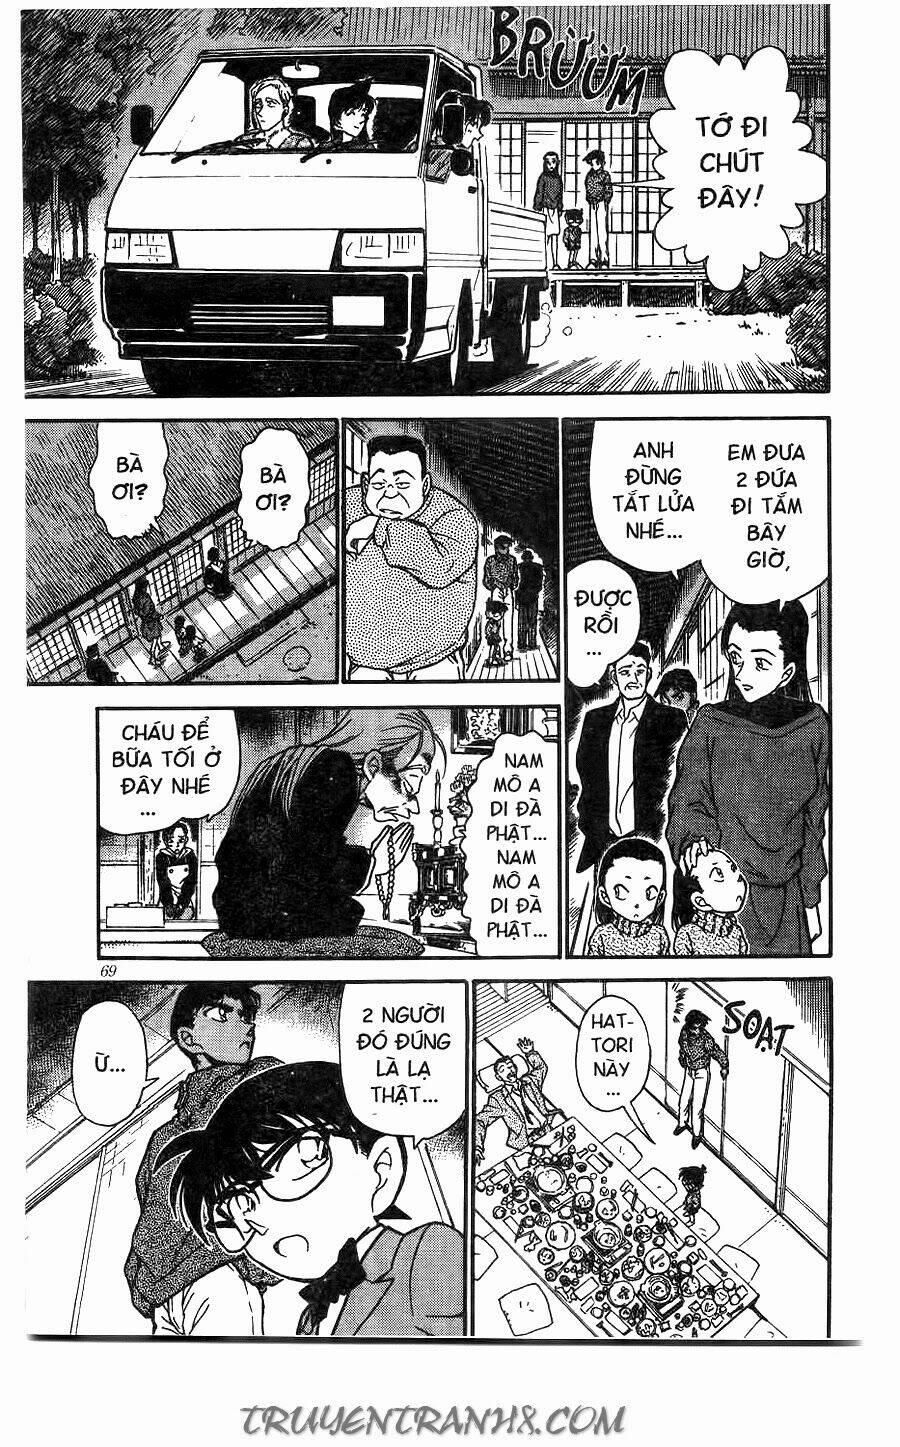 BRỪỪM
TỚ ĐI
CHÚT
ĐÂY!
BÀ
ƠI?
BÀ
ƠI?
ANH
ĐỪNG
TẮT LỬA
NHÉ...
EM ĐƯA
2 ĐỨA
ĐI TẮM
BÂY
GIỜ,
ĐƯỢC
RỒI
...
CHÁU ĐỂ
BỮA TỐI Ở
ĐÂY NHÉ
...
NAM
MÔ A
DI ĐÀ
PHẬT...
NAM
MÔ A
DI ĐÀ
PHẬT...
69
Ừ...
2 NGƯỜI
ĐÓ ĐÚNG
LÀ LẠ
THẬT...
HAT-
TORI
NÀY
...
SOẠT
TRUYENTRANH8.COM